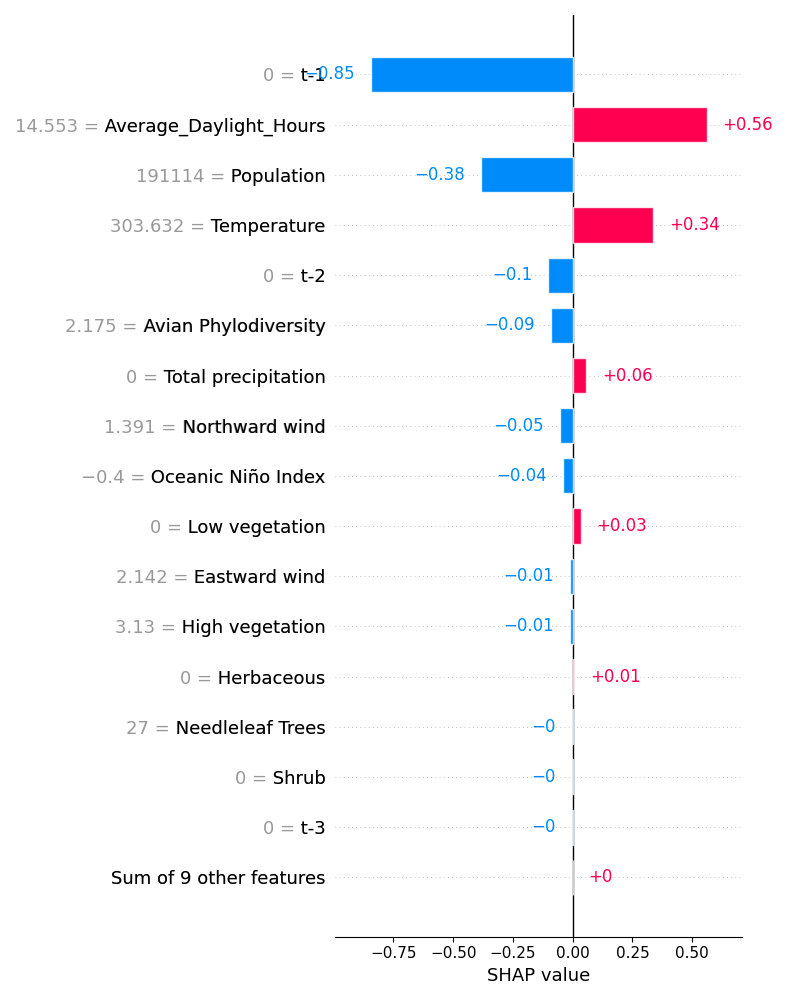 0 = t-1 −0.85
14.553 = Average_Daylight_Hours +0.56
191114 = Population −0.38
303.632 = Temperature +0.34
0 = t-2 −0.1
2.175 = Avian Phylodiversity −0.09
0 = Total precipitation +0.06
1.391 = Northward wind −0.05
−0.4 = Oceanic Niño Index −0.04
0 = Low vegetation +0.03
2.142 = Eastward wind −0.01
3.13 = High vegetation −0.01
0 = Herbaceous +0.01
27 = Needleleaf Trees −0
0 = Shrub −0
0 = t-3 −0
Sum of 9 other features +0
−0.75 −0.50 −0.25 0.00 0.25 0.50
SHAP value